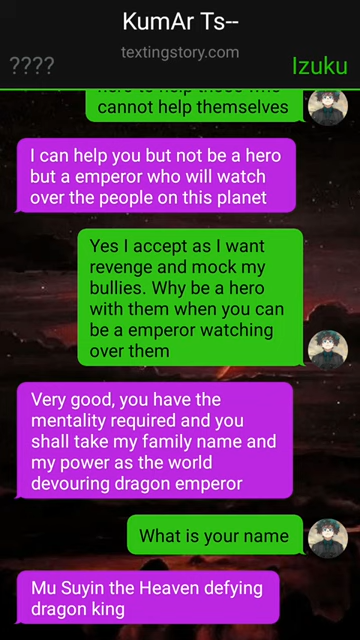 KumAr Ts--
textingstory.com
???? Izuku
cannot help themselves
I can help you but not be a hero
but a emperor who will watch
over the people on this planet
Yes I accept as I want
revenge and mock my
bullies. Why be a hero
with them when you can
be a emperor watching
over them
Very good, you have the
mentality required and you
shall take my family name and
my power as the world
devouring dragon emperor
What is your name
Mu Suyin the Heaven defying
dragon king